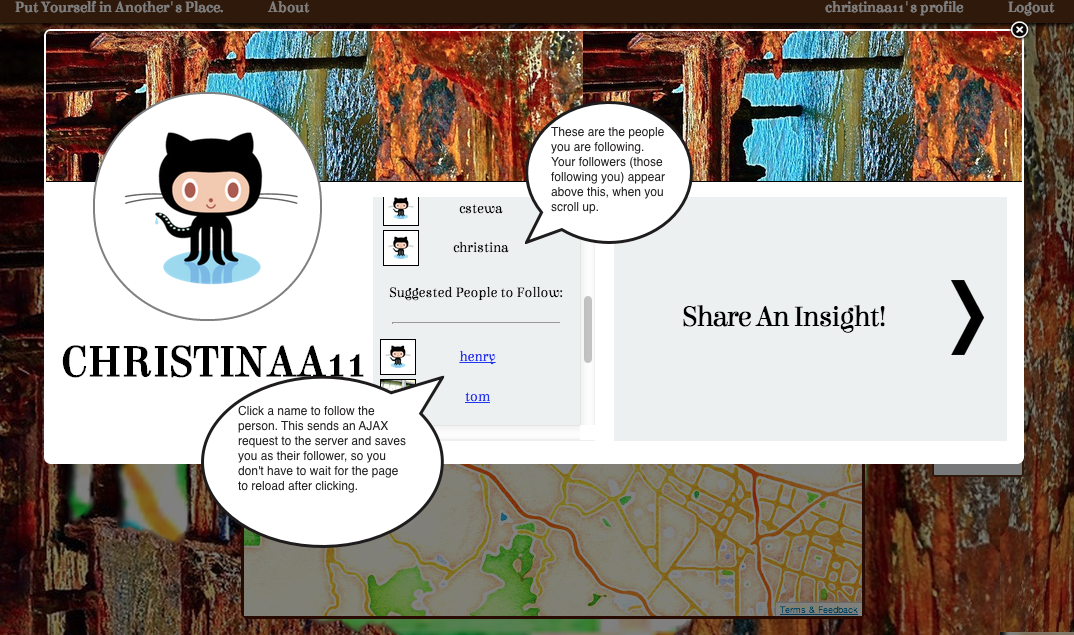 Put Yourself in Another's Place.
About
christinaa11's profile
Logout
These are the people
you are following.
Your followers (those
following you) appear
above this, when you
scroll up.
cstewa
christina
Suggested People to Follow:
Share An Insight!
CHRISTINAA11
henry
tom
Click a name to follow the
person. This sends an AJAX
request to the server and saves
you as their follower, so you
don't have to wait for the page
to reload after clicking.
Terms & Feedback